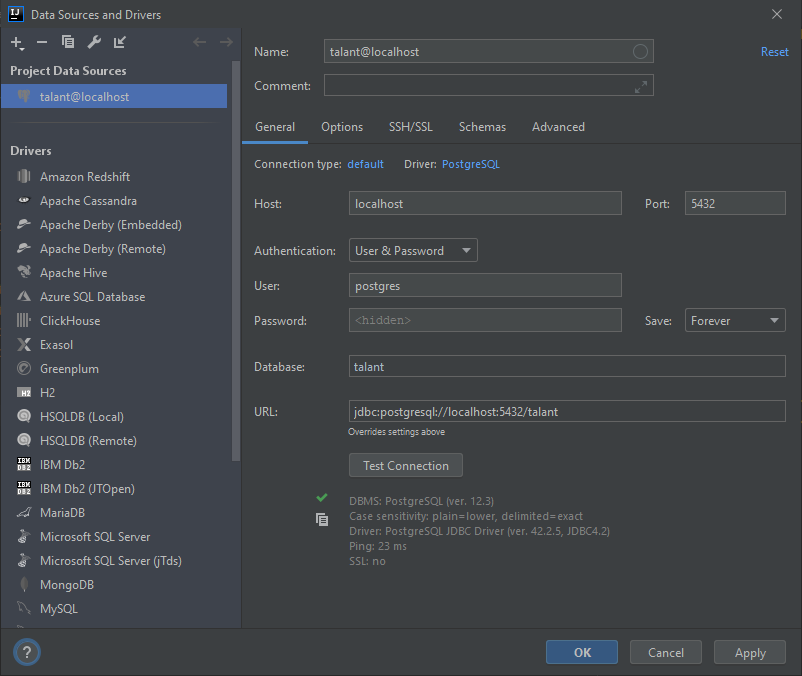 IJ
Data Sources and Drivers
Project Data Sources
talant@localhost
Drivers
Amazon Redshift
Apache Cassandra
Apache Derby (Embedded)
Apache Derby (Remote)
Apache Hive
Azure SQL Database
ClickHouse
Exasol
Greenplum
H2
HSQLDB (Local)
HSQLDB (Remote)
IBM Db2
IBM Db2 (JTOpen)
MariaDB
Microsoft SQL Server
Microsoft SQL Server (jTds)
MongoDB
MySQL
Name: talant@localhost Reset
Comment:
General Options SSH/SSL Schemas Advanced
Connection type: default Driver: PostgreSQL
Host: localhost Port: 5432
Authentication: User & Password
User: postgres
Password: <hidden> Save: Forever
Database: talant
URL: jdbc:postgresql://localhost:5432/talant
Overrides settings above
Test Connection
DBMS: PostgreSQL (ver. 12.3)
Case sensitivity: plain=lower, delimited=exact
Driver: PostgreSQL JDBC Driver (ver. 42.2.5, JDBC4.2)
Ping: 23 ms
SSL: no
? OK Cancel Apply